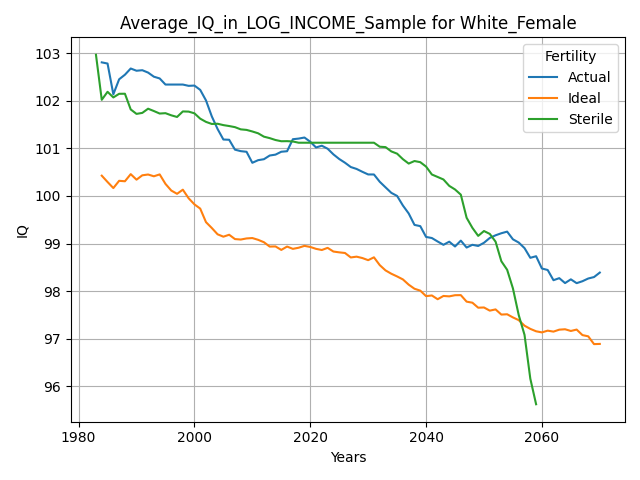 Average_IQ_in_LOG_INCOME_Sample for White_Female
103
102
101
100
99
98
97
96
IQ
Fertility
Actual
Ideal
Sterile
1980
2000
2020
2040
2060
Years